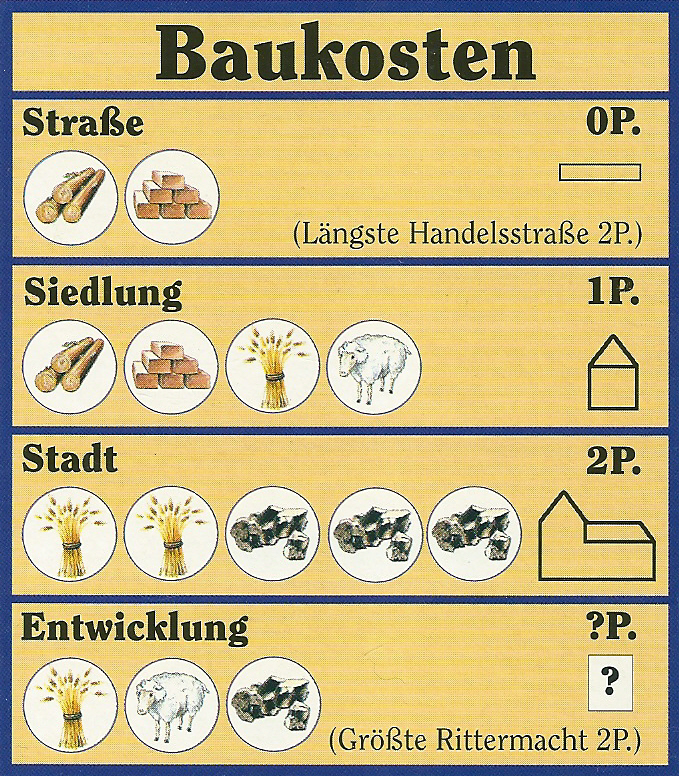 Baukosten
Straße 0P.
(Längste Handelsstraße 2P.)
Siedlung 1P.
Stadt 2P.
Entwicklung ?P.
?
(Größte Rittermacht 2P.)